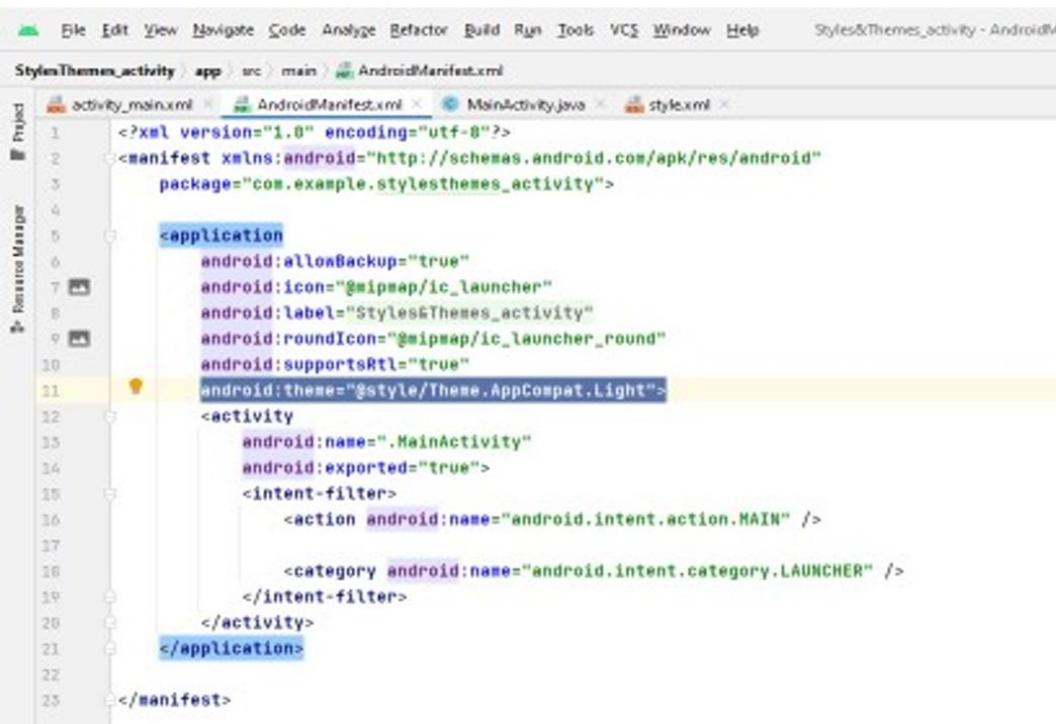 File Edit View Navigate Code Analyze Refactor Build Run Tools VCS Window Help Styles&Themes_activity - AndroidM
StylesThemes_activity app src main AndroidManifest.xml
activity_main.xml AndroidManifest.xml MainActivity.java style.xml
Project
Resource Manager
1 <?xml version="1.0" encoding="utf-8"?>
2 <manifest xmlns:android="http://schemas.android.com/apk/res/android"
3 package="com.example.stylesthemes_activity">
4
5 <application
6 android:allowBackup="true"
7 android:icon="@mipmap/ic_launcher"
8 android:label="Styles&Themes_activity"
9 android:roundIcon="@mipmap/ic_launcher_round"
10 android:supportsRtl="true"
11 android:theme="@style/Theme.AppCompat.Light">
12 <activity
13 android:name=".MainActivity"
14 android:exported="true">
15 <intent-filter>
16 <action android:name="android.intent.action.MAIN" />
17
18 <category android:name="android.intent.category.LAUNCHER" />
19 </intent-filter>
20 </activity>
21 </application>
22
23 </manifest>